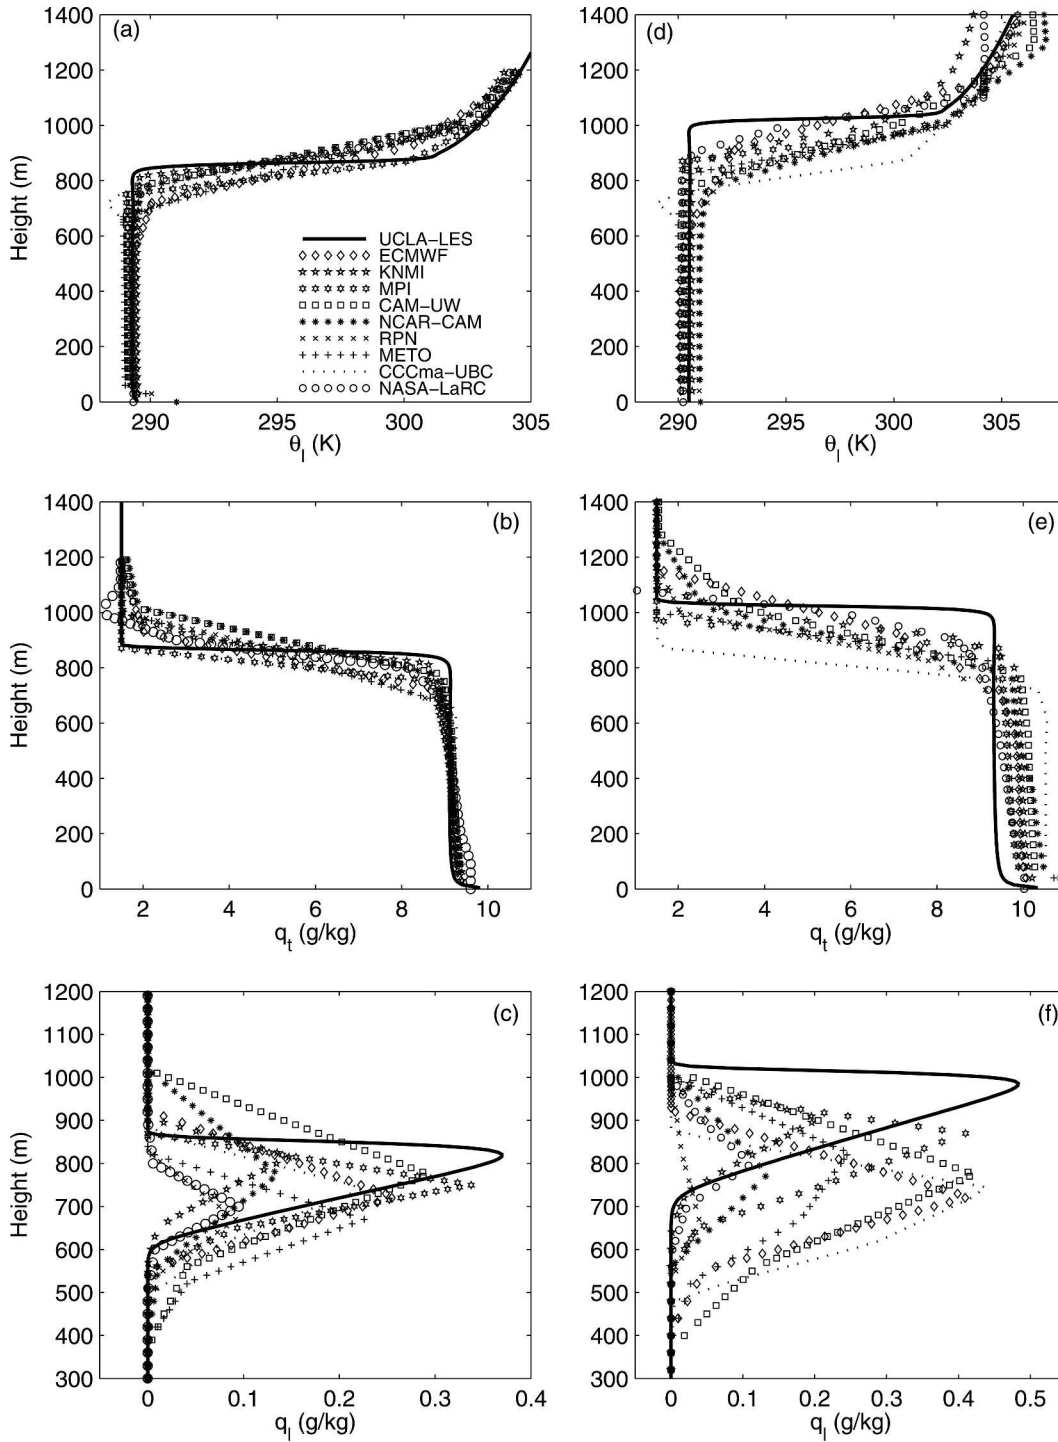 (a)
Height (m)
1400
1200
1000
800
600
400
200
0
UCLA−LES
ECMWF
KNMI
MPI
CAM−UW
NCAR−CAM
RPN
METO
CCCma−UBC
NASA−LaRC
290 295 300 305
θl (K)
(d)
1400
1200
1000
800
600
400
200
0
290 295 300 305
θl (K)
(b)
Height (m)
1400
1200
1000
800
600
400
200
0
2 4 6 8 10
qt (g/kg)
(e)
1400
1200
1000
800
600
400
200
0
2 4 6 8 10
qt (g/kg)
(c)
Height (m)
1200
1100
1000
900
800
700
600
500
400
300
0 0.1 0.2 0.3 0.4
ql (g/kg)
(f)
1200
1100
1000
900
800
700
600
500
400
300
0 0.1 0.2 0.3 0.4 0.5
ql (g/kg)